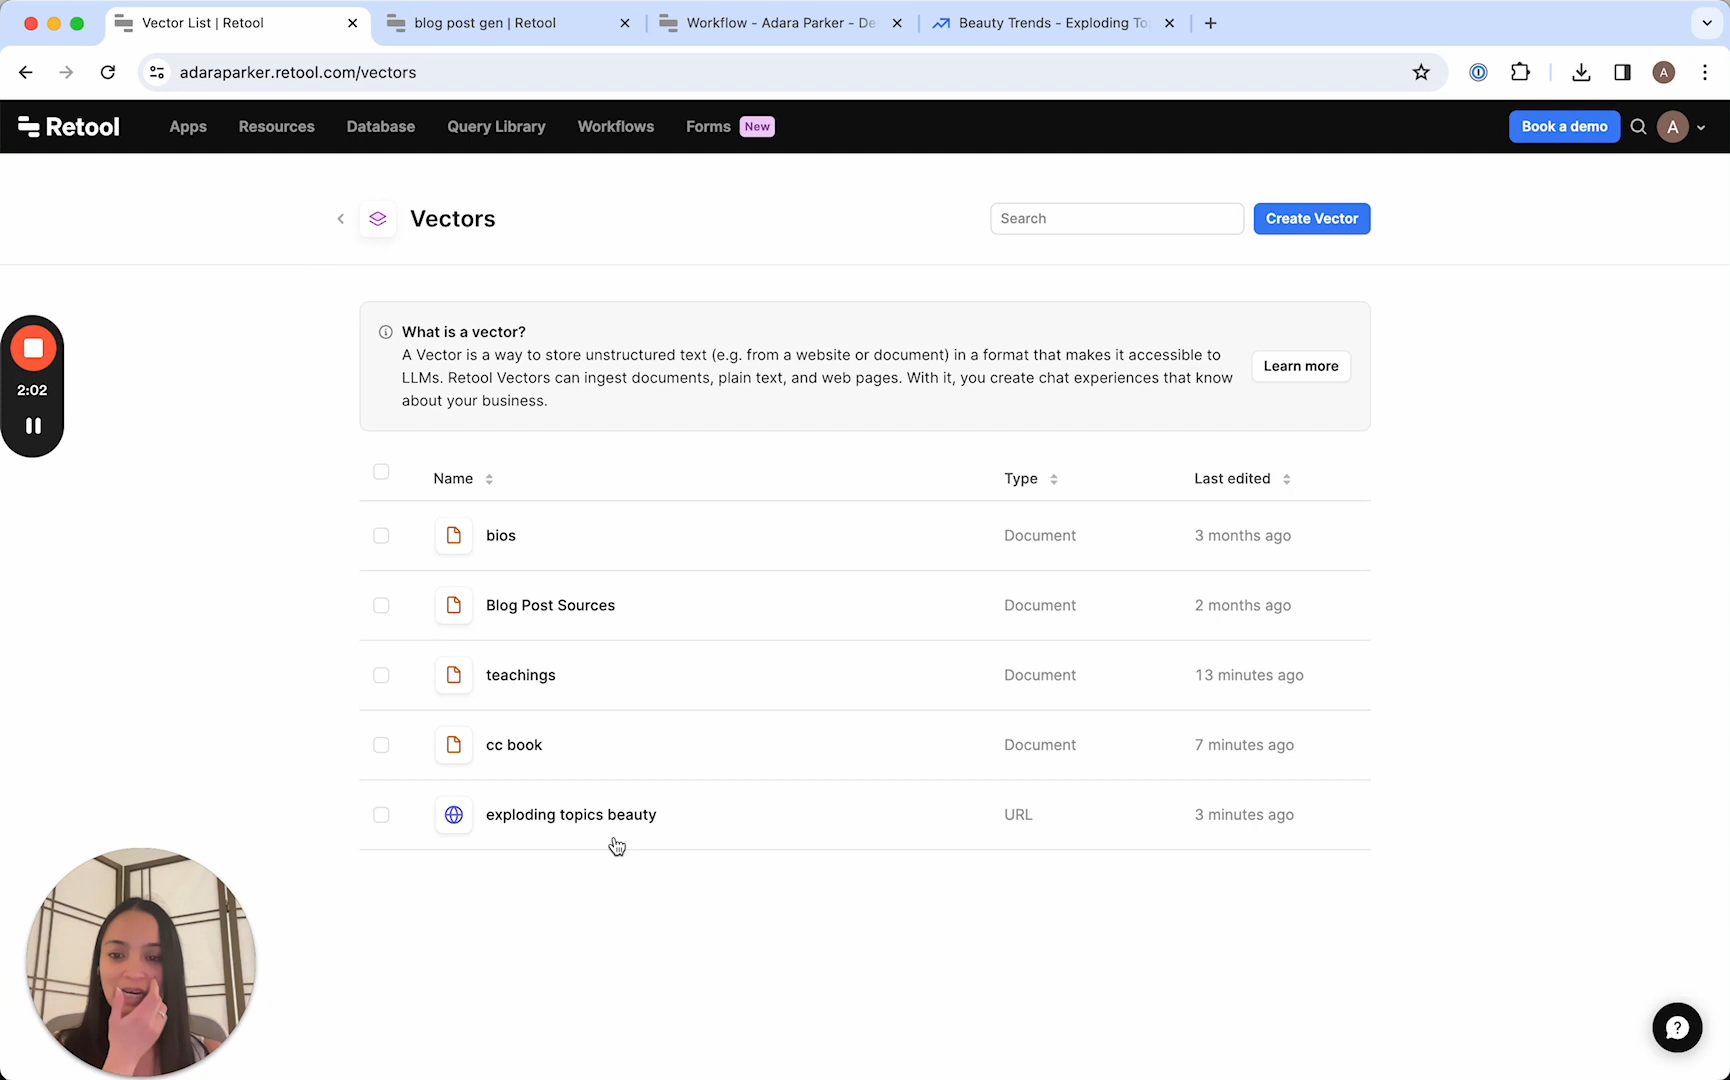 Vector List | Retool
blog post gen | Retool
Workflow - Adara Parker - De
Beauty Trends - Exploding To
adaraparker.retool.com/vectors
A
Retool
Apps
Resources
Database
Query Library
Workflows
Forms
New
Book a demo
A
Vectors
Search
Create Vector
What is a vector?
A Vector is a way to store unstructured text (e.g. from a website or document) in a format that makes it accessible to
LLMs. Retool Vectors can ingest documents, plain text, and web pages. With it, you create chat experiences that know
about your business.
Learn more
2:02
Name
Type
Last edited
bios
Document
3 months ago
Blog Post Sources
Document
2 months ago
teachings
Document
13 minutes ago
cc book
Document
7 minutes ago
exploding topics beauty
URL
3 minutes ago